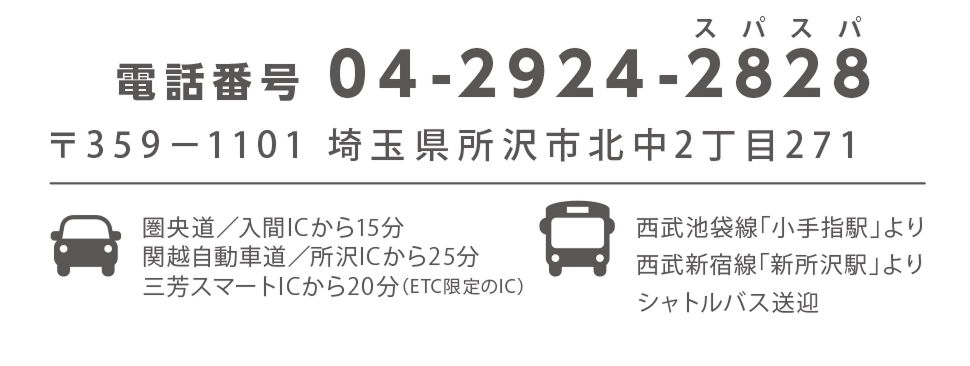 スパスパ
電話番号 04-2924-2828
〒359－1101 埼玉県所沢市北中2丁目271
圏央道／入間ICから15分
関越自動車道／所沢ICから25分
三芳スマートICから20分（ETC限定のIC）
西武池袋線「小手指駅」より
西武新宿線「新所沢駅」より
シャトルバス送迎